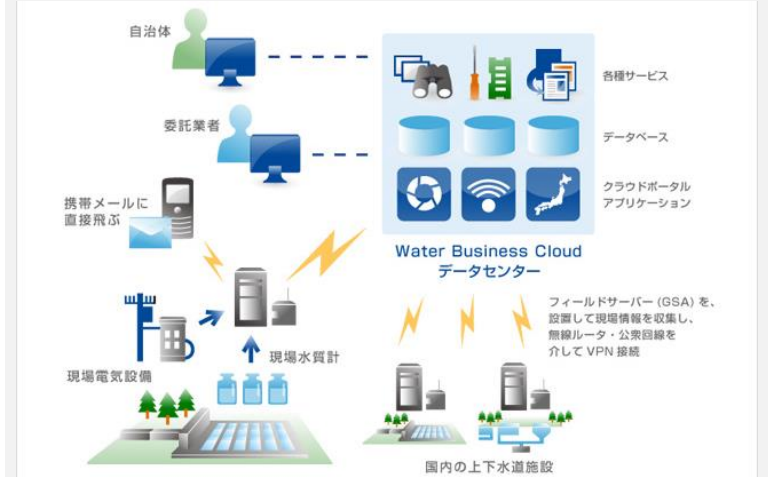 自治体
委託業者
携帯メールに
直接飛ぶ
各種サービス
データベース
クラウドポータル
アプリケーション
Water Business Cloud
データセンター
フィールドサーバー (GSA) を、
設置して現場情報を収集し、
無線ルータ・公衆回線を
介して VPN 接続
現場電気設備
現場水質計
国内の上下水道施設